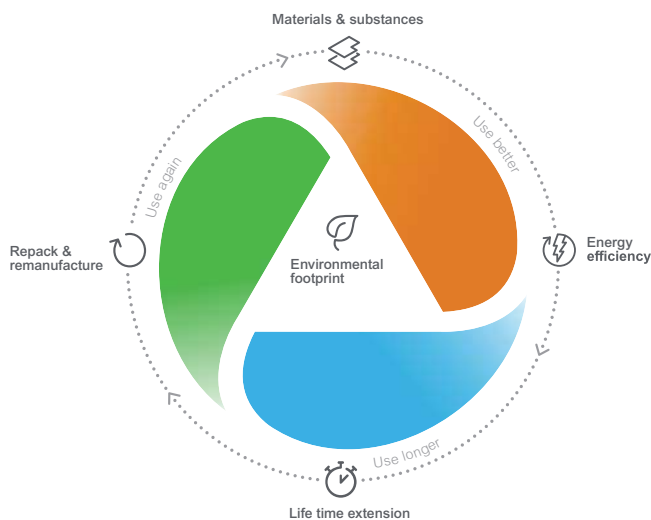 Materials & substances
Use better
Use again
Energy
efficiency
Repack &
remanufacture
Environmental
footprint
Use longer
Life time extension